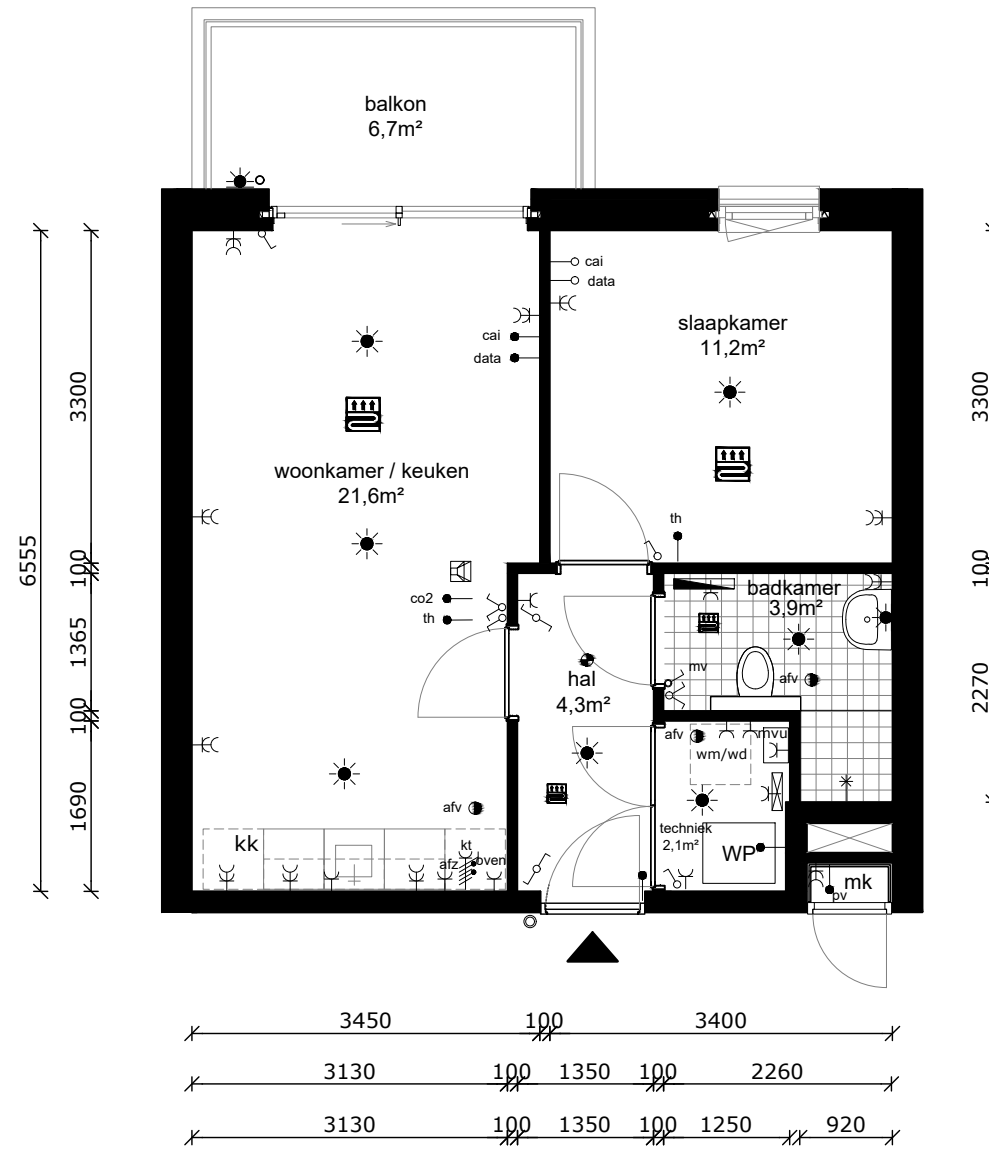 balkon
6,7m²
cai
data
slaapkamer
11,2m²
cai
data
woonkamer / keuken
21,6m²
th
co2
th
badkamer
3,9m²
mv
afv
hal
4,3m²
afv
mvu
wm/wd
afv
techniek
2,1m²
WP
kk
kt
afz
oven
mk
pv
6555
3300
100
1365
100
1690
3300
100
2270
3450
100
3400
3130
100
1350
100
2260
3130
100
1350
100
1250
920